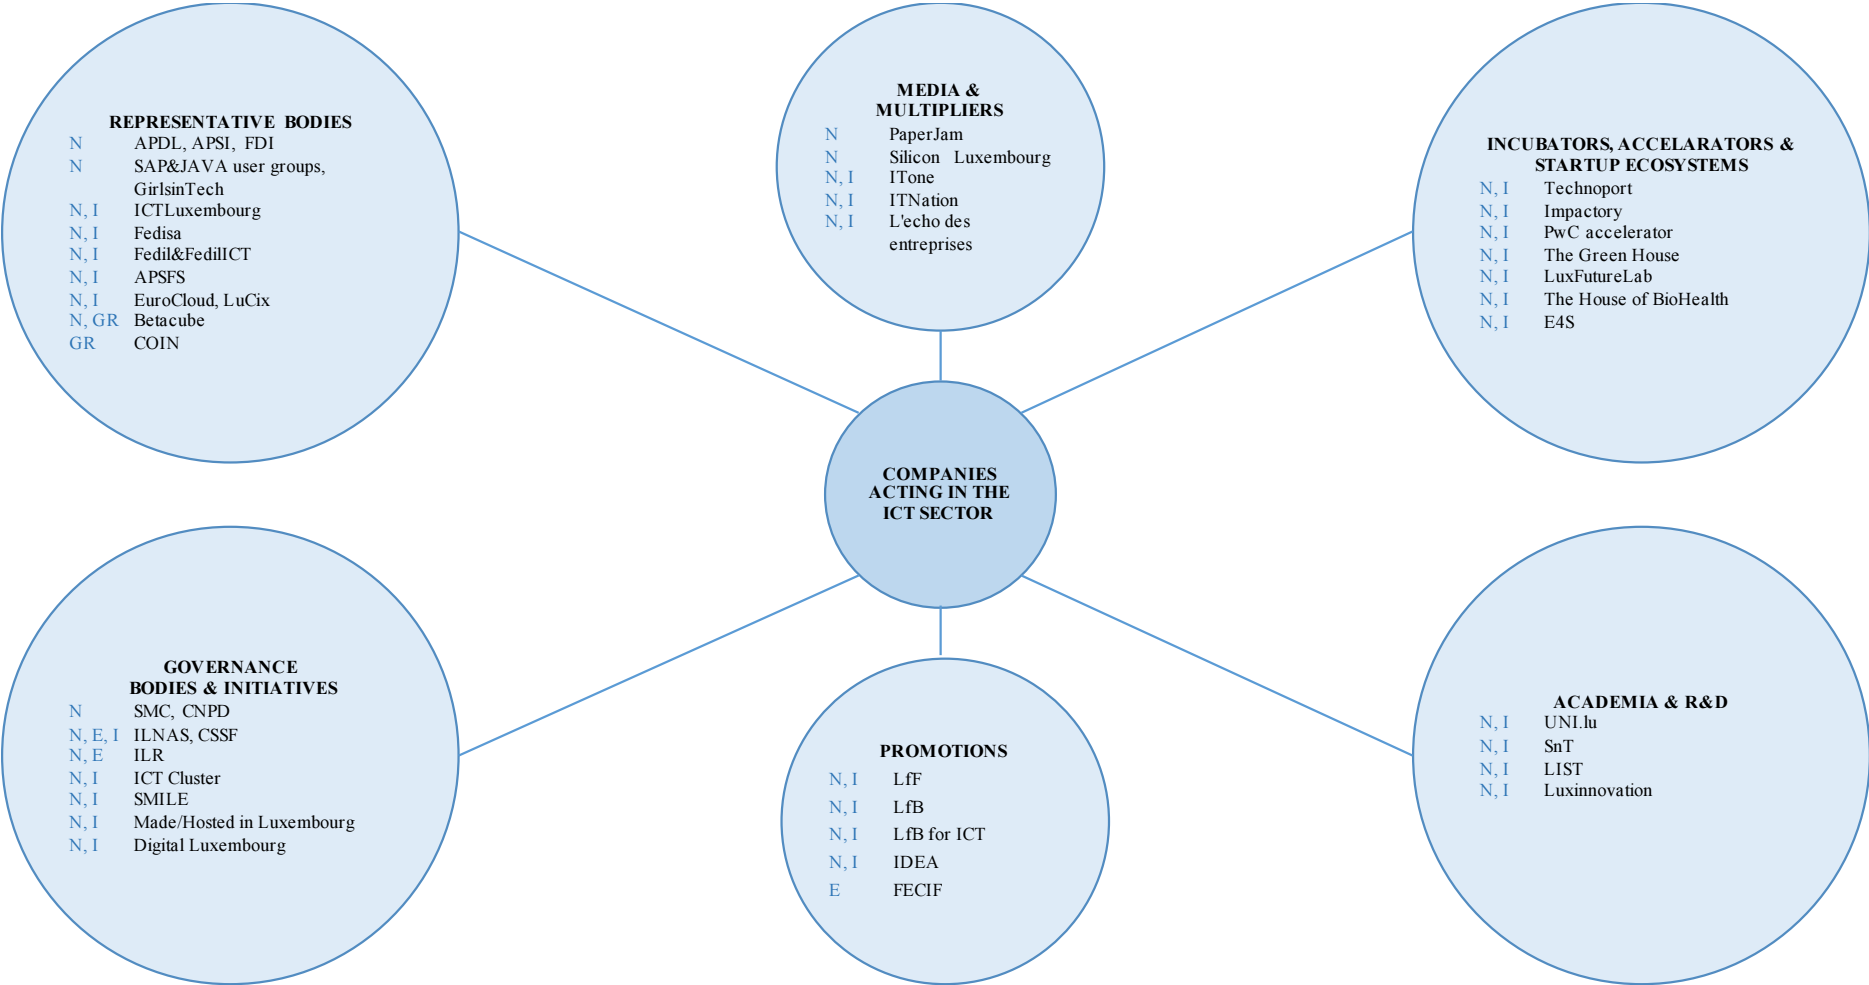 REPRESENTATIVE BODIES
N APDL, APSI, FDI
N SAP&JAVA user groups,
GirlsinTech
N, I ICTLuxembourg
N, I Fedisa
N, I Fedil&FedilICT
N, I APSFS
N, I EuroCloud, LuCix
N, GR Betacube
GR COIN
MEDIA &
MULTIPLIERS
N PaperJam
N Silicon Luxembourg
N, I ITone
N, I ITNation
N, I L'echo des
entreprises
INCUBATORS, ACCELARATORS &
STARTUP ECOSYSTEMS
N, I Technoport
N, I Impactory
N, I PwC accelerator
N, I The Green House
N, I LuxFutureLab
N, I The House of BioHealth
N, I E4S
COMPANIES
ACTING IN THE
ICT SECTOR
GOVERNANCE
BODIES & INITIATIVES
N SMC, CNPD
N, E, I ILNAS, CSSF
N, E ILR
N, I ICT Cluster
N, I SMILE
N, I Made/Hosted in Luxembourg
N, I Digital Luxembourg
PROMOTIONS
N, I LfF
N, I LfB
N, I LfB for ICT
N, I IDEA
E FECIF
ACADEMIA & R&D
N, I UNI.lu
N, I SnT
N, I LIST
N, I Luxinnovation